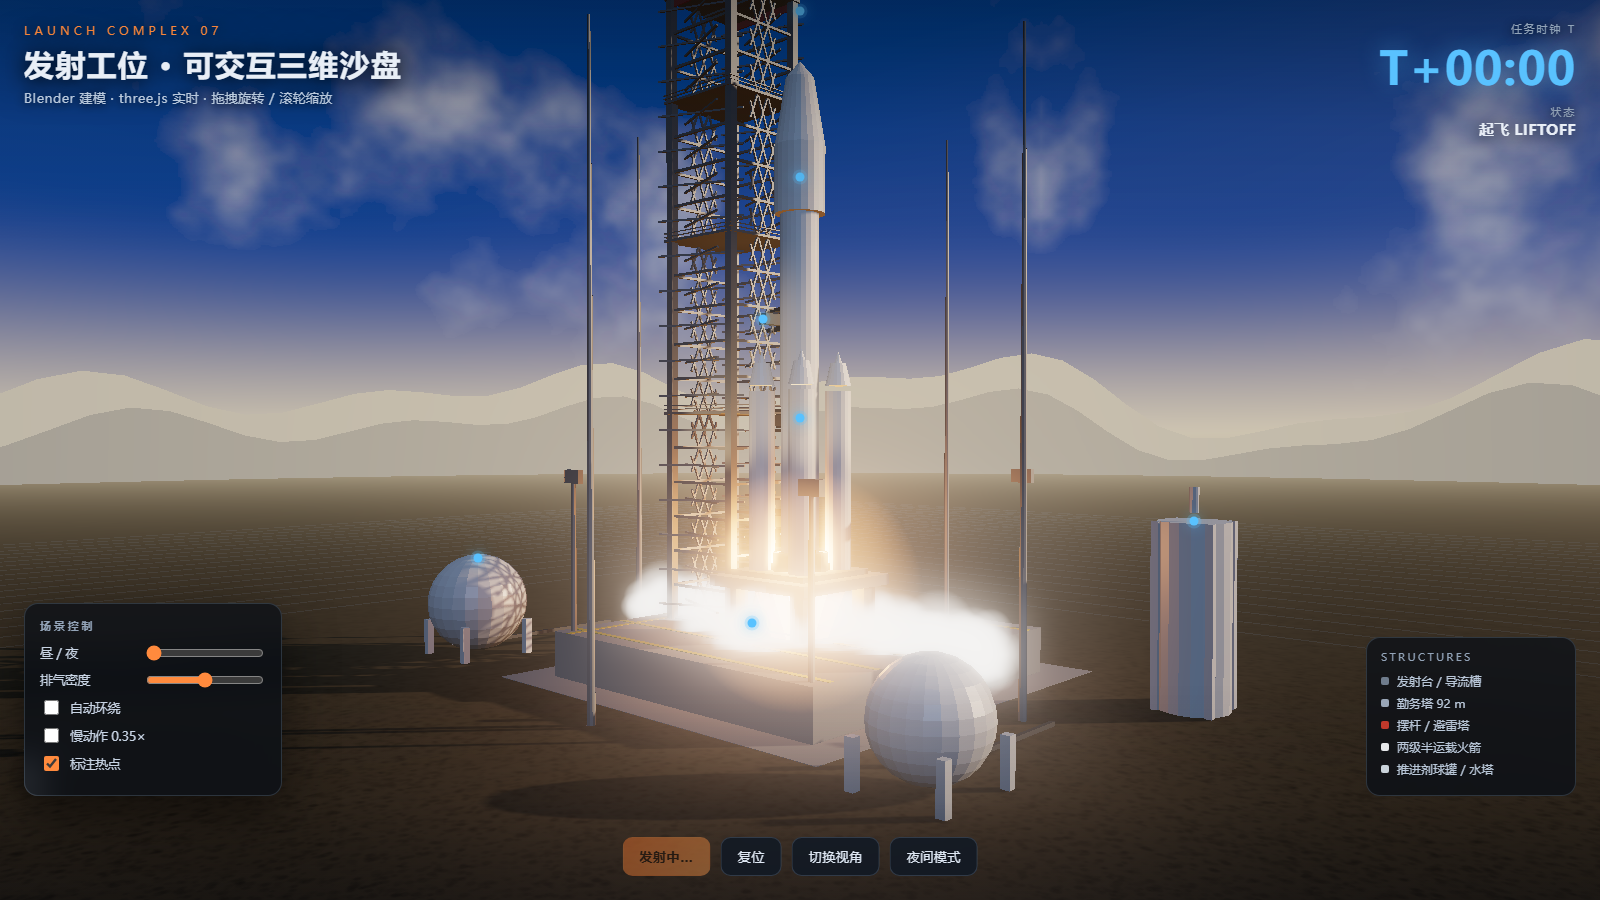 LAUNCH COMPLEX 07
发射工位 · 可交互三维沙盘
Blender 建模 · three.js 实时 · 拖拽旋转 / 滚轮缩放
任务时钟 T
T+00:00
状态
起飞 LIFTOFF
场景控制
昼 / 夜
排气密度
自动环绕
慢动作 0.35×
标注热点
STRUCTURES
发射台 / 导流槽
勤务塔 92 m
摆杆 / 避雷塔
两级半运载火箭
推进剂球罐 / 水塔
发射中…
复位
切换视角
夜间模式